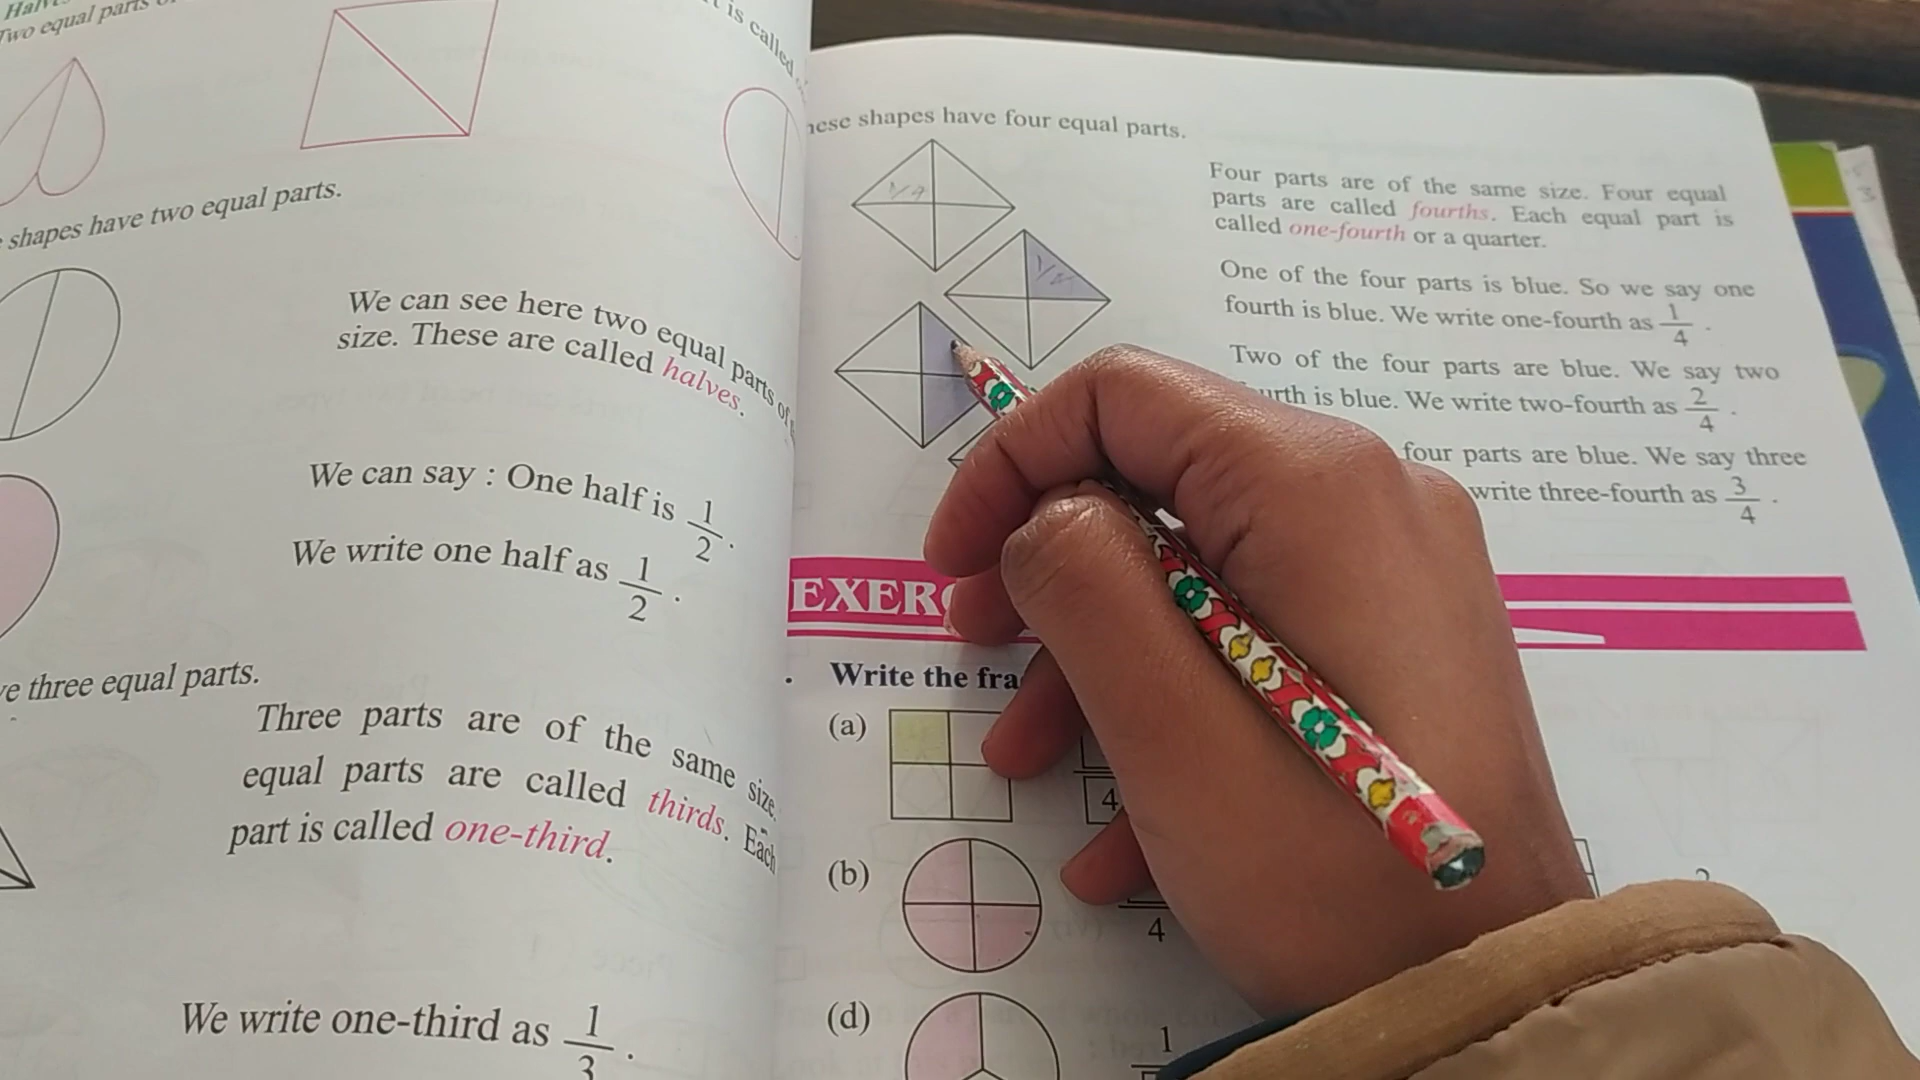 Two equal parts
shapes have two equal parts.
We can see here two equal parts of
size. These are called halves.
We can say : One half is 1/2.
We write one half as 1/2.
three equal parts.
Three parts are of the same size.
equal parts are called thirds. Each
part is called one-third.
We write one-third as 1/3.
is called
shapes have four equal parts.
1/4
Four parts are of the same size. Four equal
parts are called fourths. Each equal part is
called one-fourth or a quarter.
One of the four parts is blue. So we say one
fourth is blue. We write one-fourth as 1/4.
Two of the four parts are blue. We say two
is blue. We write two-fourth as 2/4.
four parts are blue. We say three
write three-fourth as 3/4.
Write the
(a)
4
(b)
4
(d)
1